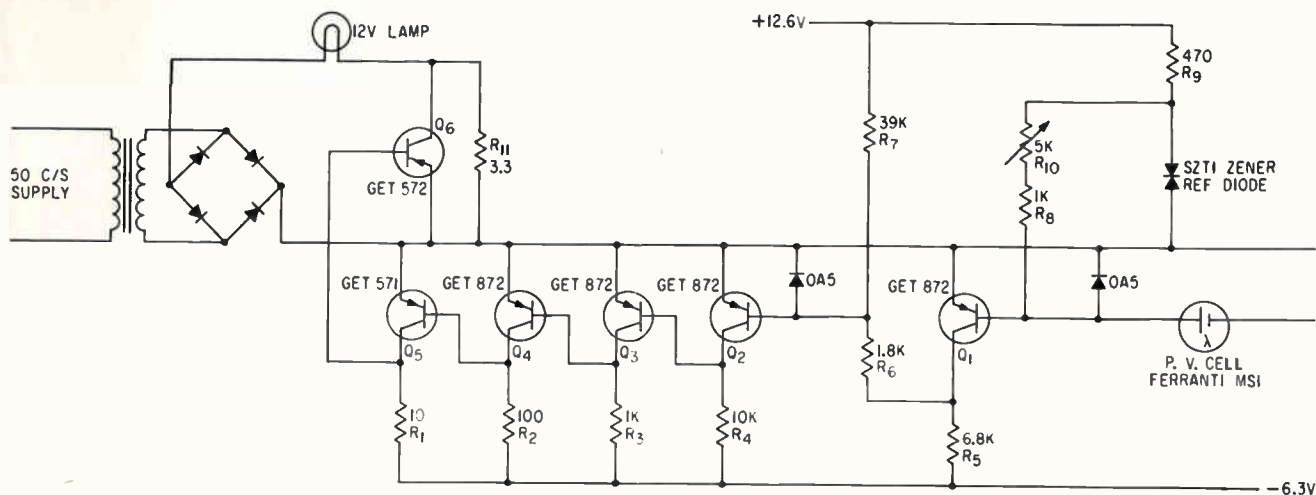 12V LAMP
+12.6V
470
R9
Q6
R11
3.3
39K
R7
5K
R10
50 C/S
SUPPLY
GET 572
SZTI ZENER
REF DIODE
1K
R8
GET 571
GET 872
GET 872
GET 872
OA5
GET 872
OA5
Q5
Q4
Q3
Q2
1.8K
R6
Q1
λ
P. V. CELL
FERRANTI MSI
10
R1
100
R2
1K
R3
10K
R4
6.8K
R5
-6.3V